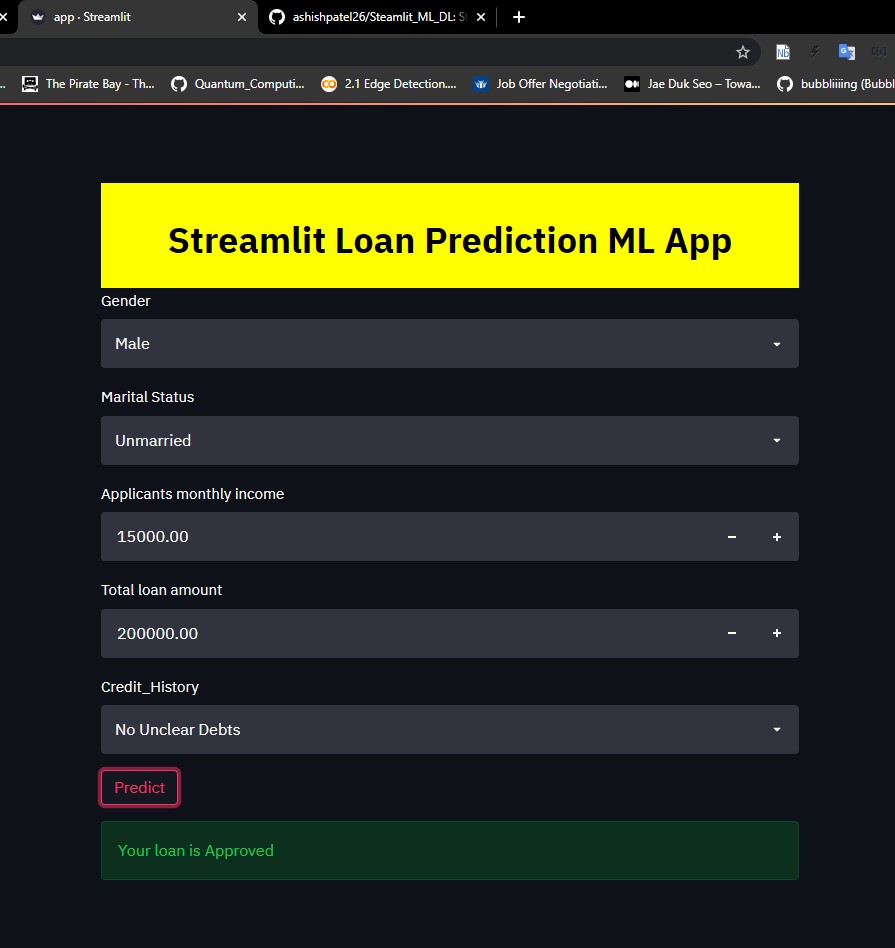 app · Streamlit
ashishpatel26/Steamlit_ML_DL: S
The Pirate Bay - Th...
Quantum_Computi...
2.1 Edge Detection....
Job Offer Negotiati...
Jae Duk Seo – Towa...
bubbliiiing (Bubbl
Streamlit Loan Prediction ML App
Gender
Male
Marital Status
Unmarried
Applicants monthly income
15000.00
Total loan amount
200000.00
Credit_History
No Unclear Debts
Predict
Your loan is Approved